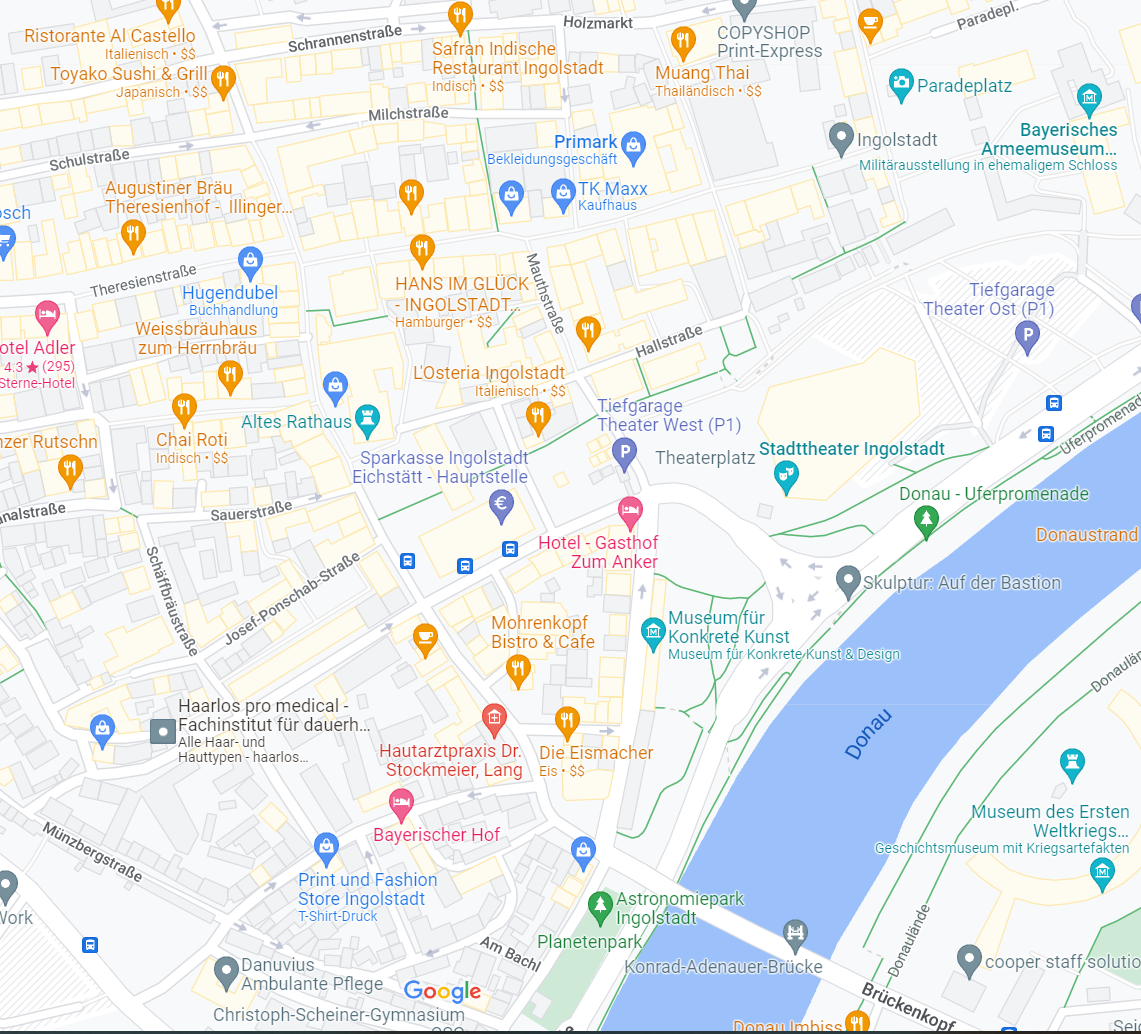 Holzmarkt
Paradepl.
Ristorante Al Castello
Italienisch • $$
Schrannenstraße
Safran Indische
Restaurant Ingolstadt
Indisch • $$
COPYSHOP
Print-Express
Toyako Sushi & Grill
Japanisch • $$
Muang Thai
Thailändisch • $$
Paradeplatz
Milchstraße
Schulstraße
Primark
Bekleidungsgeschäft
Ingolstadt
Bayerisches
Armeemuseum...
Militärausstellung in ehemaligem Schloss
Augustiner Bräu
Theresienhof - Illinger...
TK Maxx
Kaufhaus
osch
Theresienstraße
Mauthstraße
Hugendubel
Buchhandlung
HANS IM GLÜCK
- INGOLSTADT...
Hamburger • $$
Tiefgarage
Theater Ost (P1)
otel Adler
4.3 ★ (295)
Sterne-Hotel
Weissbräuhaus
zum Herrnbräu
Hallstraße
L'Osteria Ingolstadt
Italienisch • $$
Altes Rathaus
Tiefgarage
Theater West (P1)
Uferpromenad
nzer Rutschn
Chai Roti
Indisch • $$
Sparkasse Ingolstadt
Eichstätt - Hauptstelle
Theaterplatz
Stadttheater Ingolstadt
Donau - Uferpromenade
analstraße
Sauerstraße
Hotel - Gasthof
Zum Anker
Donaustrand
Schäffbräustraße
Josef-Ponschab-Straße
Skulptur: Auf der Bastion
Mohrenkopf
Bistro & Cafe
Museum für
Konkrete Kunst
Museum für Konkrete Kunst & Design
Donaulän
Haarlos pro medical -
Fachinstitut für dauerh...
Alle Haar- und
Hauttypen - haarlos...
Donau
Hautarztpraxis Dr.
Stockmeier, Lang
Die Eismacher
Eis • $$
Bayerischer Hof
Museum des Ersten
Weltkriegs...
Geschichtsmuseum mit Kriegsartefakten
Münzbergstraße
Print und Fashion
Store Ingolstadt
T-Shirt-Druck
Work
Astronomiepark
Ingolstadt
Planetenpark
Am Bachl
Konrad-Adenauer-Brücke
Donaulände
Danuvius
Ambulante Pflege
cooper staff solutio
Google
Brückenkopf
Christoph-Scheiner-Gymnasium
Donau Imbiss